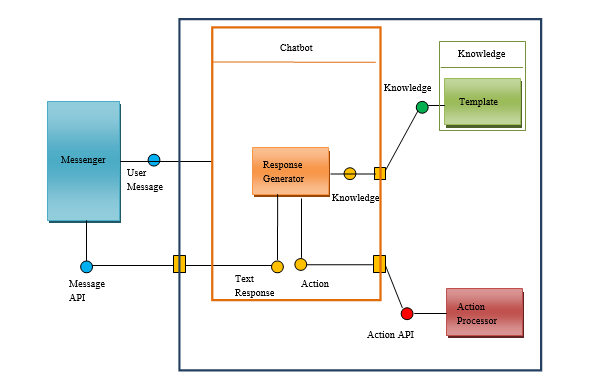 Chatbot
Knowledge
Knowledge
Template
Messenger
User
Message
Response
Generator
Knowledge
Message
API
Text
Response
Action
Action
Processor
Action API